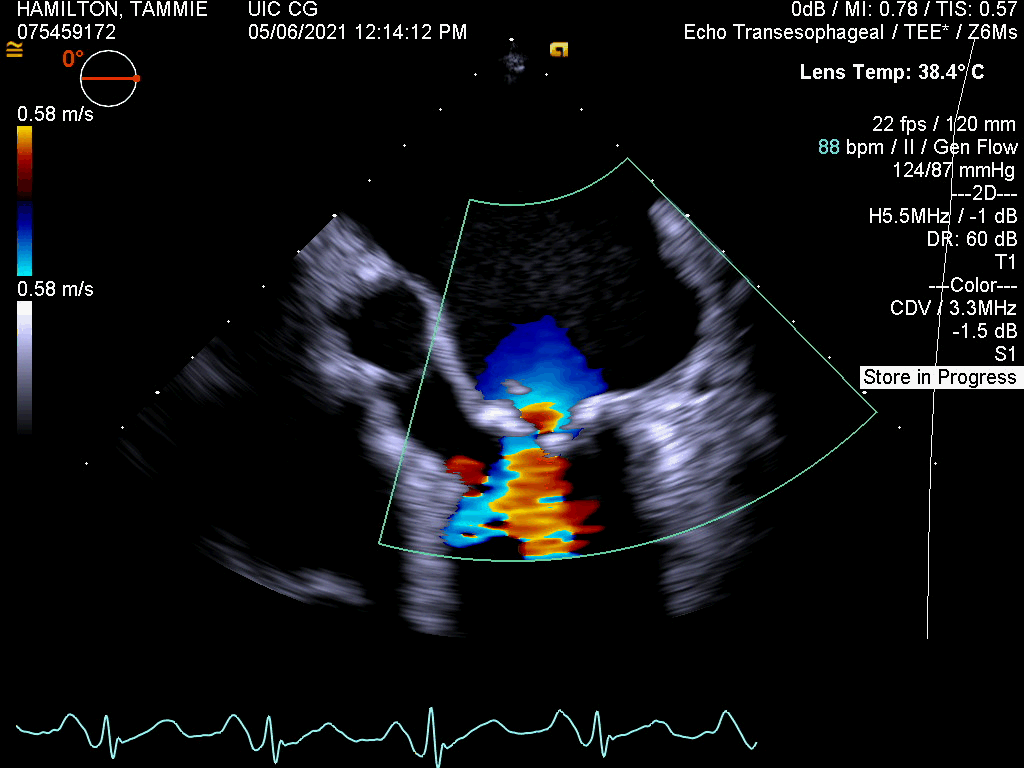 HAMILTON, TAMMIE
075459172
UIC CG
05/06/2021 12:14:12 PM
0dB / MI: 0.78 / TIS: 0.57
Echo Transesophageal / TEE* / Z6Ms
0°
Lens Temp: 38.4°C
0.58 m/s
0.58 m/s
22 fps / 120 mm
88 bpm / II / Gen Flow
124/87 mmHg
---2D---
H5.5MHz / -1 dB
DR: 60 dB
T1
---Color---
CDV / 3.3MHz
-1.5 dB
S1
Store in Progress